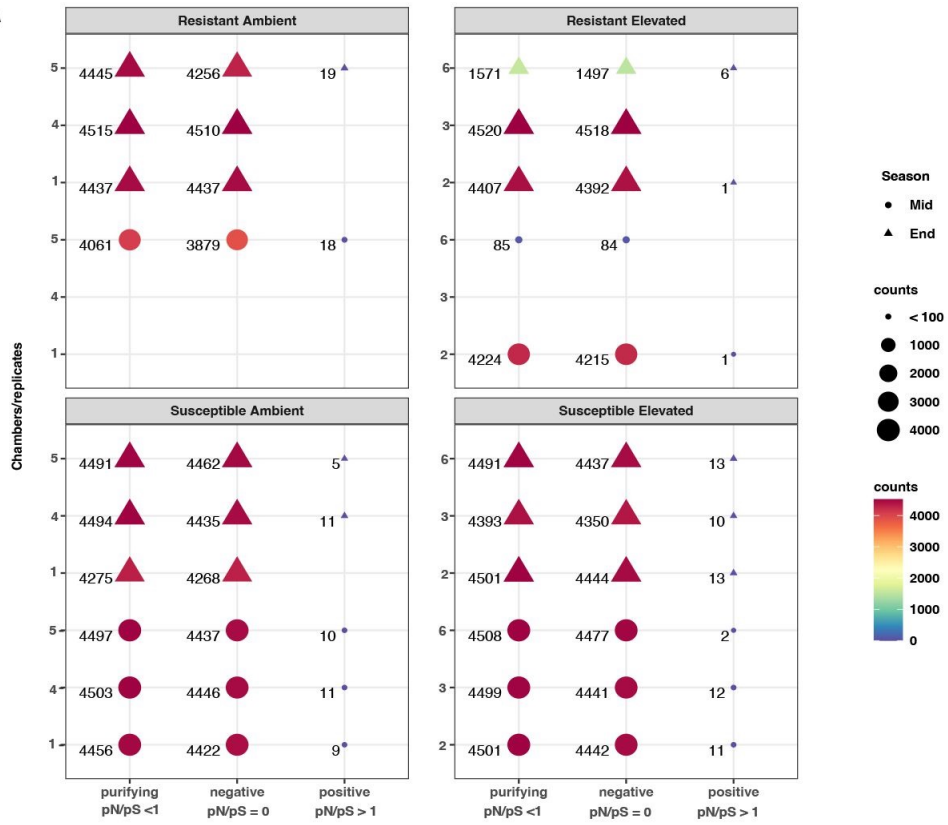 Resistant Ambient
5 4445 4256 19
4 4515 4510
1 4437 4437
5 4061 3879 18
4
1
Resistant Elevated
6 1571 1497 6
3 4520 4518
2 4407 4392 1
6 85 84
3
2 4224 4215 1
Chambers/replicates
Susceptible Ambient
5 4491 4462 5
4 4494 4435 11
1 4275 4268
5 4497 4437 10
4 4503 4446 11
1 4456 4422 9
purifying negative positive
pN/pS <1 pN/pS = 0 pN/pS > 1
Susceptible Elevated
6 4491 4437 13
3 4393 4350 10
2 4501 4444 13
6 4508 4477 2
3 4499 4441 12
2 4501 4442 11
purifying negative positive
pN/pS <1 pN/pS = 0 pN/pS > 1
Season
Mid
End
counts
< 100
1000
2000
3000
4000
counts
4000
3000
2000
1000
0